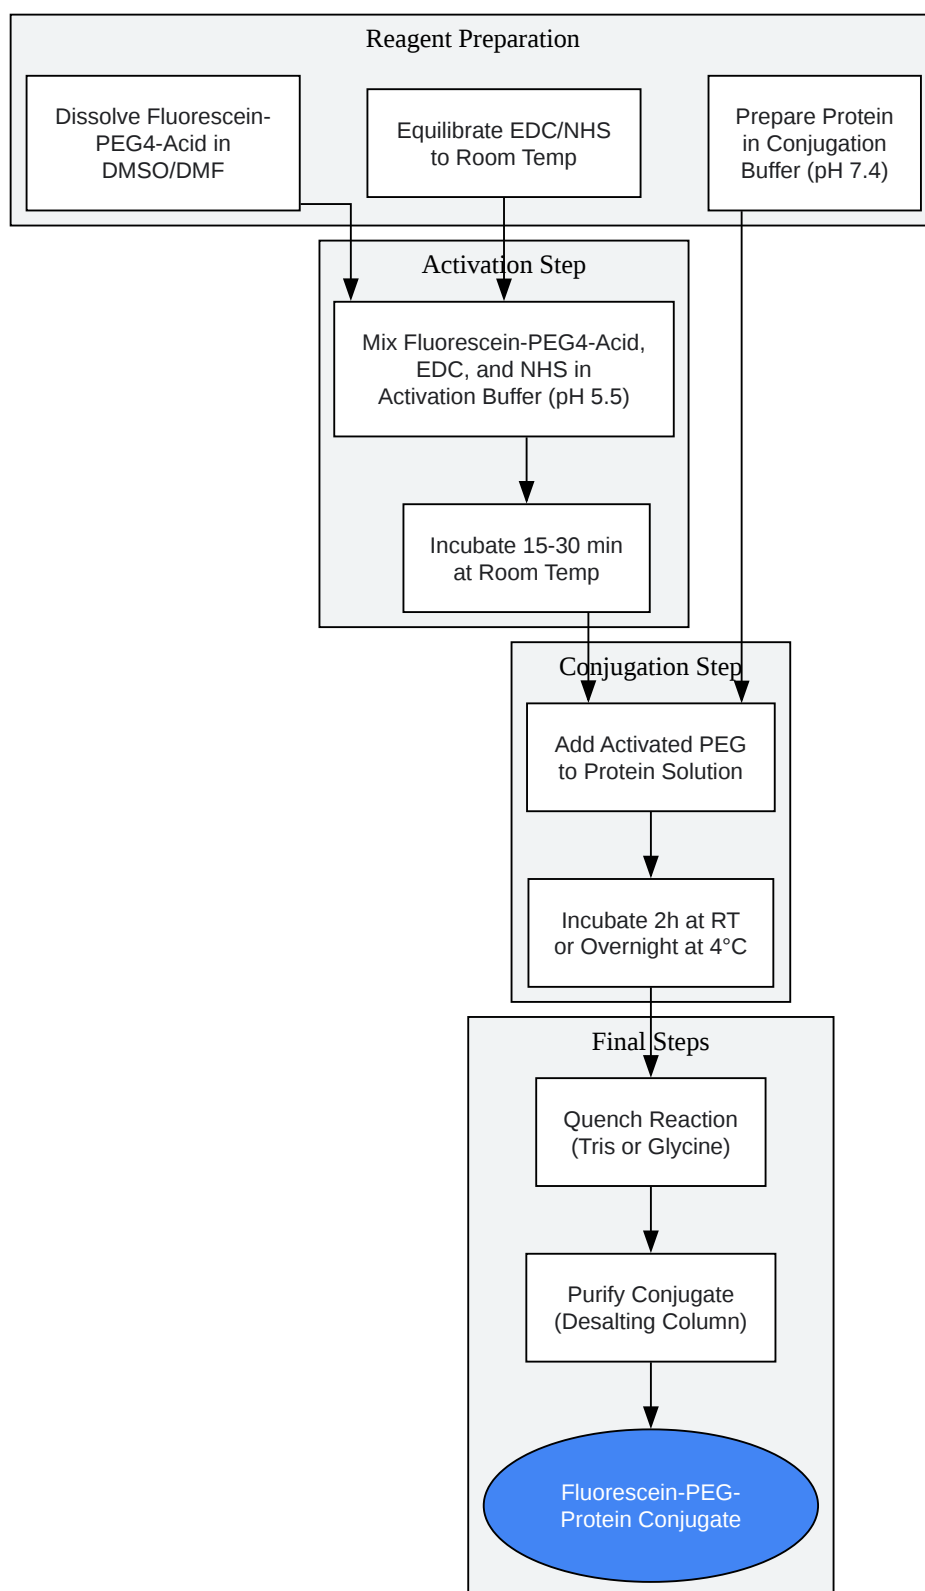 Reagent Preparation
Dissolve Fluorescein-
PEG4-Acid in
DMSO/DMF
Equilibrate EDC/NHS
to Room Temp
Prepare Protein
in Conjugation
Buffer (pH 7.4)
Activation Step
Mix Fluorescein-PEG4-Acid,
EDC, and NHS in
Activation Buffer (pH 5.5)
Incubate 15-30 min
at Room Temp
Conjugation Step
Add Activated PEG
to Protein Solution
Incubate 2h at RT
or Overnight at 4°C
Final Steps
Quench Reaction
(Tris or Glycine)
Purify Conjugate
(Desalting Column)
Fluorescein-PEG-
Protein Conjugate